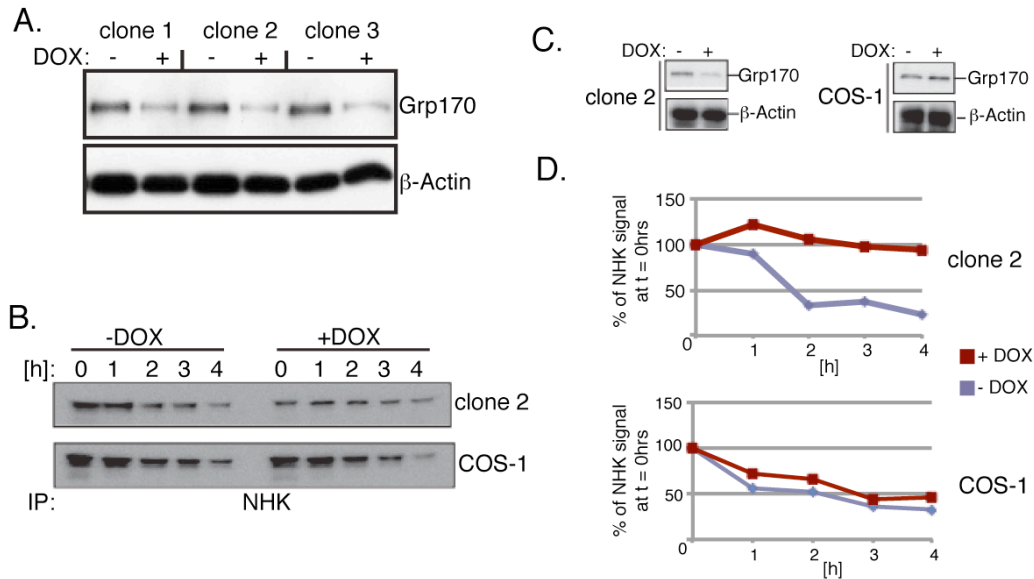 A.
clone 1 clone 2 clone 3
DOX: - + - + - +
Grp170
β-Actin
B.
-DOX +DOX
[h]: 0 1 2 3 4 0 1 2 3 4
clone 2
COS-1
IP: NHK
C.
DOX: - +
Grp170
clone 2
β-Actin
DOX: - +
Grp170
COS-1
β-Actin
D.
% of NHK signal
at t = 0hrs
150
100
50
0 1 2 3 4
[h]
clone 2
+ DOX
- DOX
% of NHK signal
at t = 0hrs
150
100
50
0 1 2 3 4
[h]
COS-1